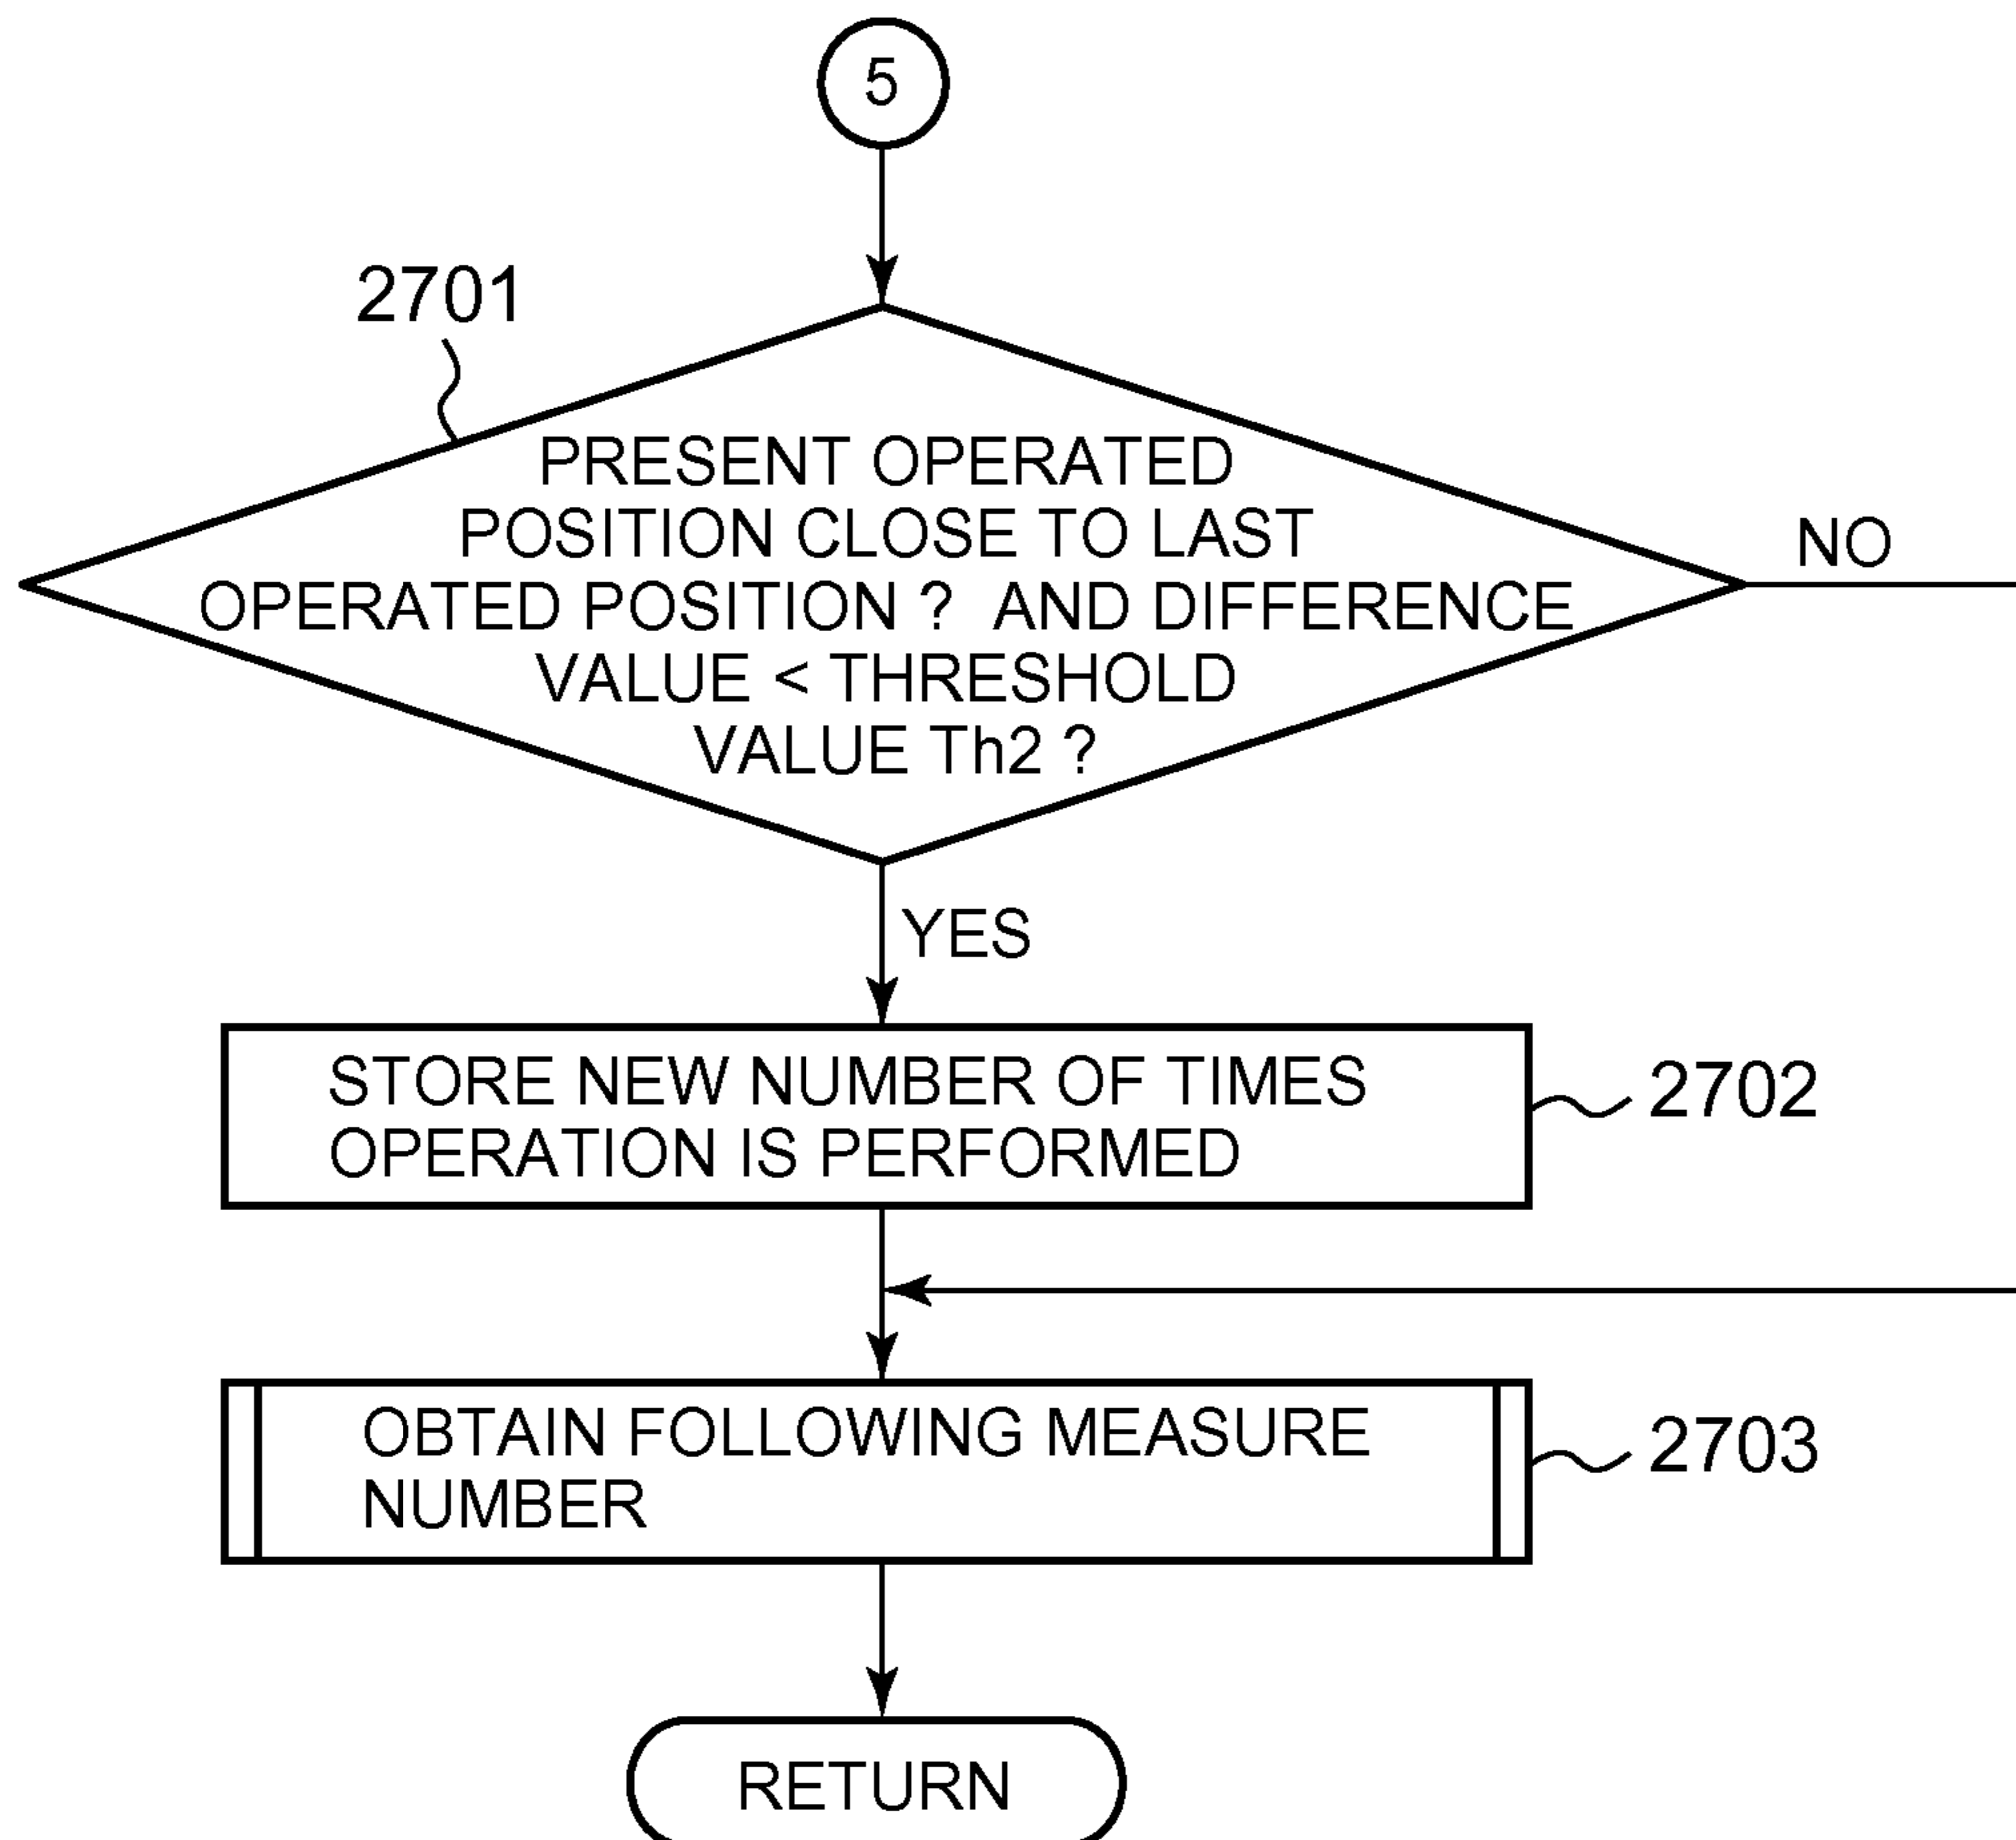 5
2701
PRESENT OPERATED
POSITION CLOSE TO LAST
OPERATED POSITION ? AND DIFFERENCE
VALUE < THRESHOLD
VALUE Th2 ?
NO
YES
STORE NEW NUMBER OF TIMES
OPERATION IS PERFORMED
2702
OBTAIN FOLLOWING MEASURE
NUMBER
2703
RETURN